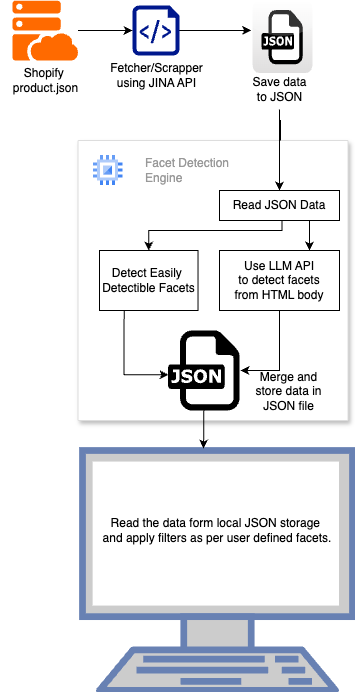 Shopify
product.json
Fetcher/Scrapper
using JINA API
JSON
Save data
to JSON
Facet Detection
Engine
Read JSON Data
Detect Easily
Detectible Facets
Use LLM API
to detect facets
from HTML body
JSON
Merge and
store data in
JSON file
Read the data form local JSON storage
and apply filters as per user defined facets.